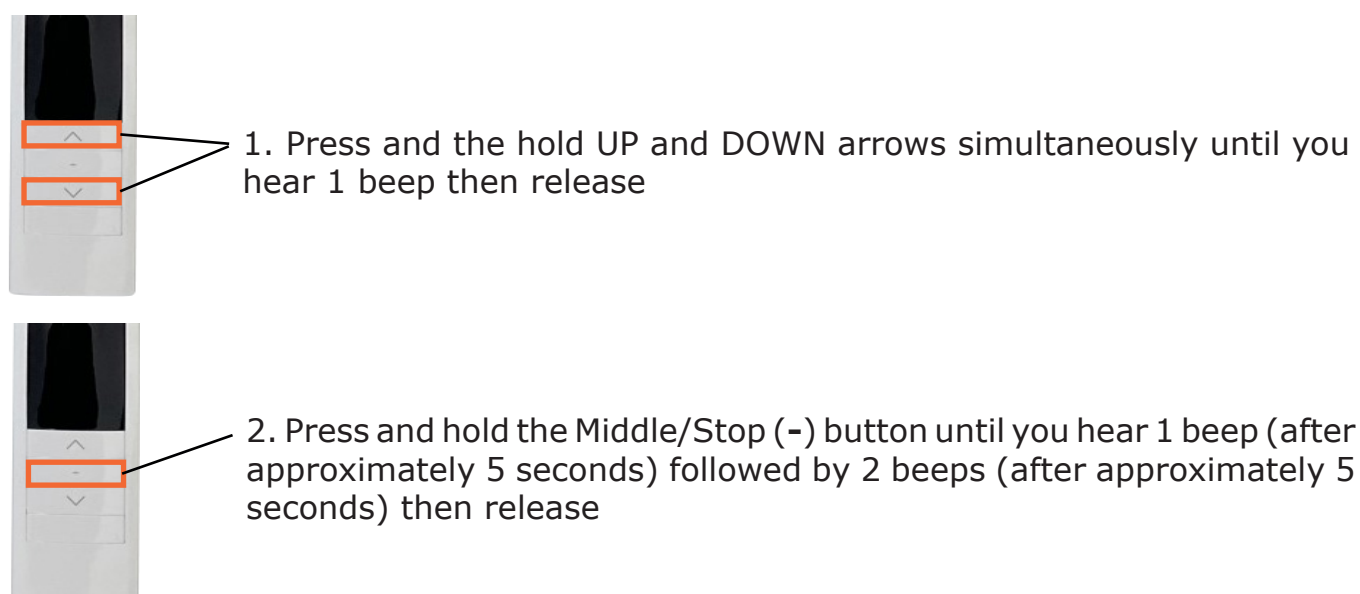 1. Press and the hold UP and DOWN arrows simultaneously until you
hear 1 beep then release
2. Press and hold the Middle/Stop (-) button until you hear 1 beep (after
approximately 5 seconds) followed by 2 beeps (after approximately 5
seconds) then release